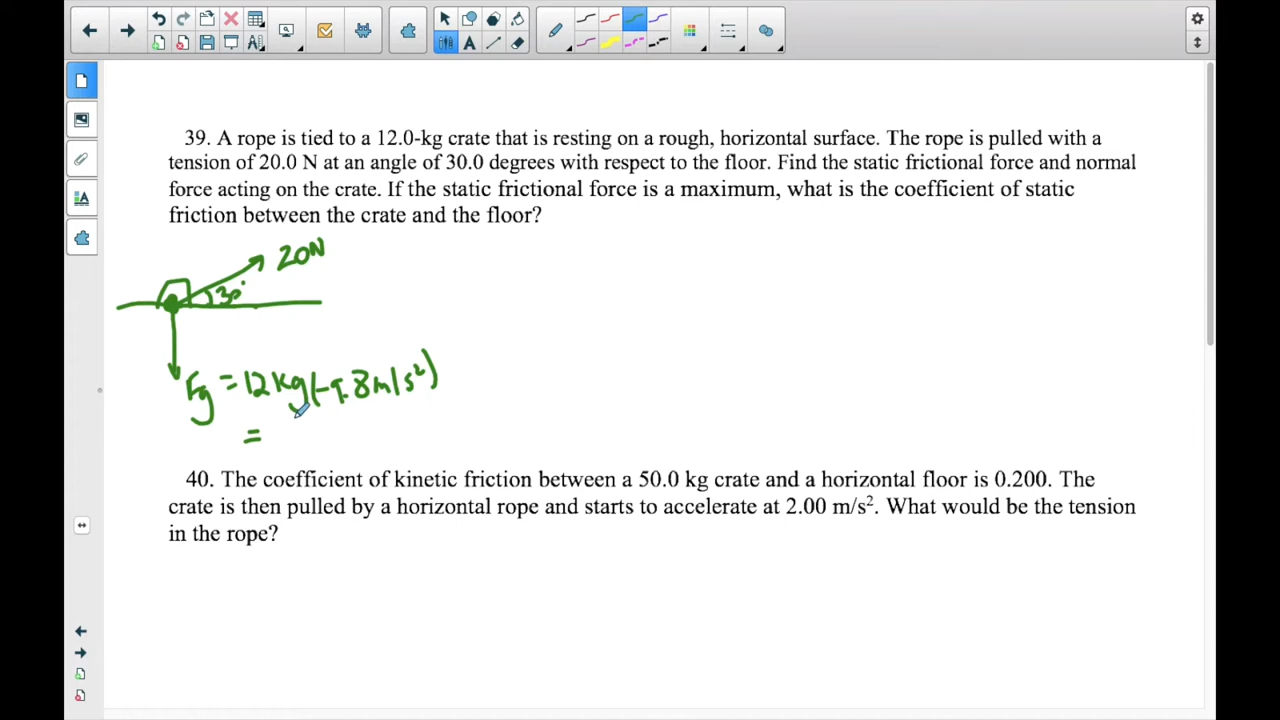 39. A rope is tied to a 12.0-kg crate that is resting on a rough, horizontal surface. The rope is pulled with a
tension of 20.0 N at an angle of 30.0 degrees with respect to the floor. Find the static frictional force and normal
force acting on the crate. If the static frictional force is a maximum, what is the coefficient of static
friction between the crate and the floor?
20N
30°
Fg = 12kg(-9.8m/s²)
=
40. The coefficient of kinetic friction between a 50.0 kg crate and a horizontal floor is 0.200. The
crate is then pulled by a horizontal rope and starts to accelerate at 2.00 m/s². What would be the tension
in the rope?